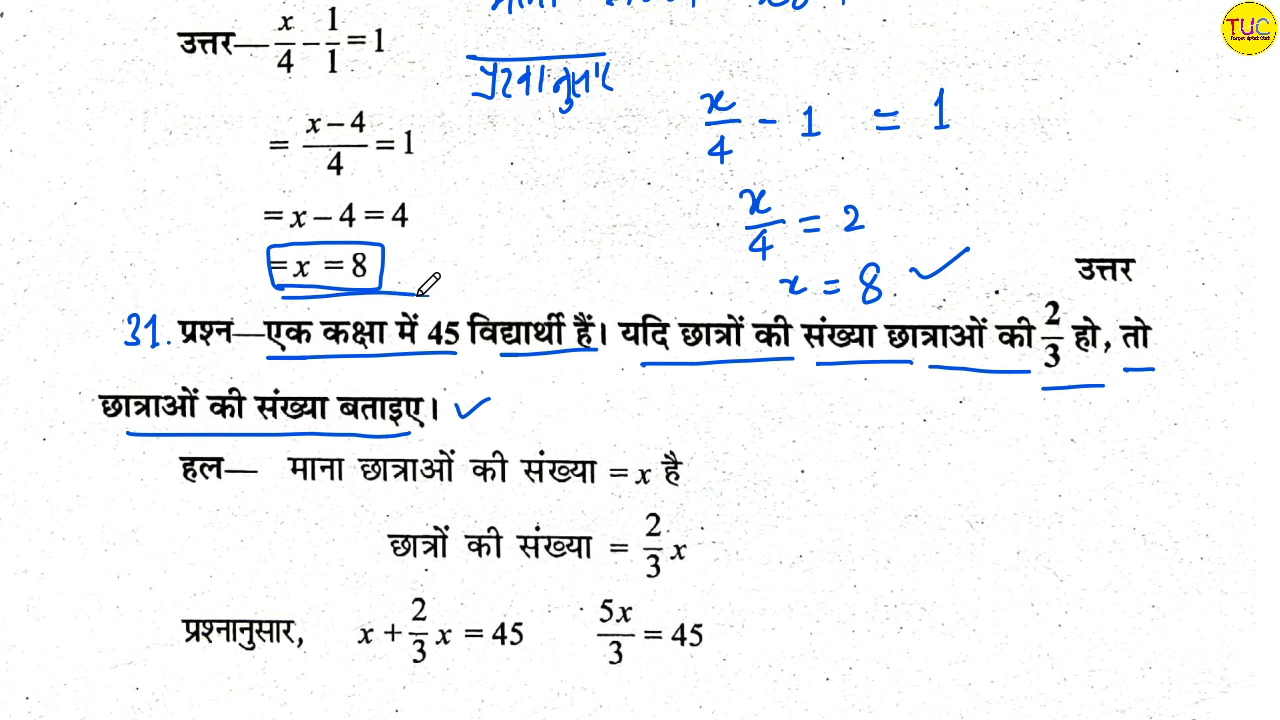 TUC
उत्तर— x/4 − 1/1 = 1
प्रश्नानुसार
x/4 − 1 = 1
= (x − 4)/4 = 1
x/4 = 2
= x − 4 = 4
= x = 8
x = 8 ✓
उत्तर
31. प्रश्न—एक कक्षा में 45 विद्यार्थी हैं। यदि छात्रों की संख्या छात्राओं की 2/3 हो, तो
छात्राओं की संख्या बताइए। ✓
हल— माना छात्राओं की संख्या = x है
छात्रों की संख्या = 2/3 x
प्रश्नानुसार, x + 2/3 x = 45 5x/3 = 45